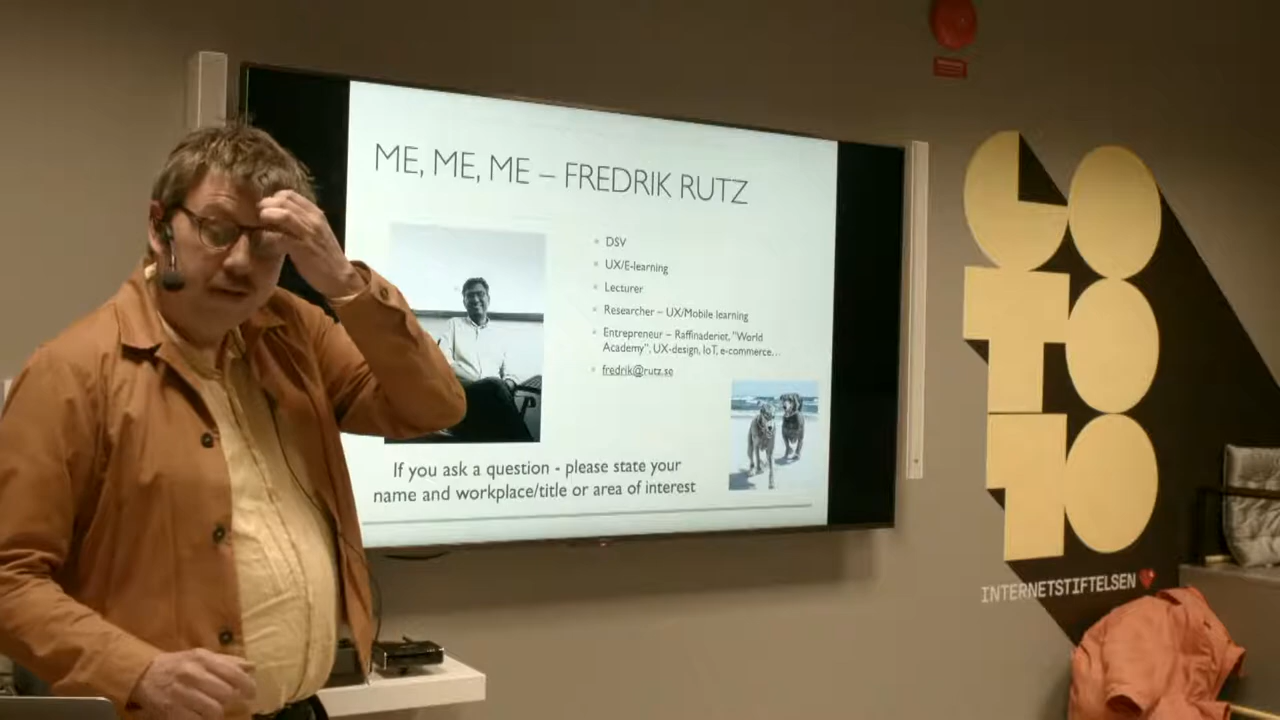 ME, ME, ME – FREDRIK RUTZ
DSV
UX/E-learning
Lecturer
Researcher – UX/Mobile learning
Entrepreneur – Raffinaderiet, "World
Academy", UX-design, IoT, e-commerce…
fredrik@rutz.se
If you ask a question - please state your
name and workplace/title or area of interest
INTERNETSTIFTELSEN